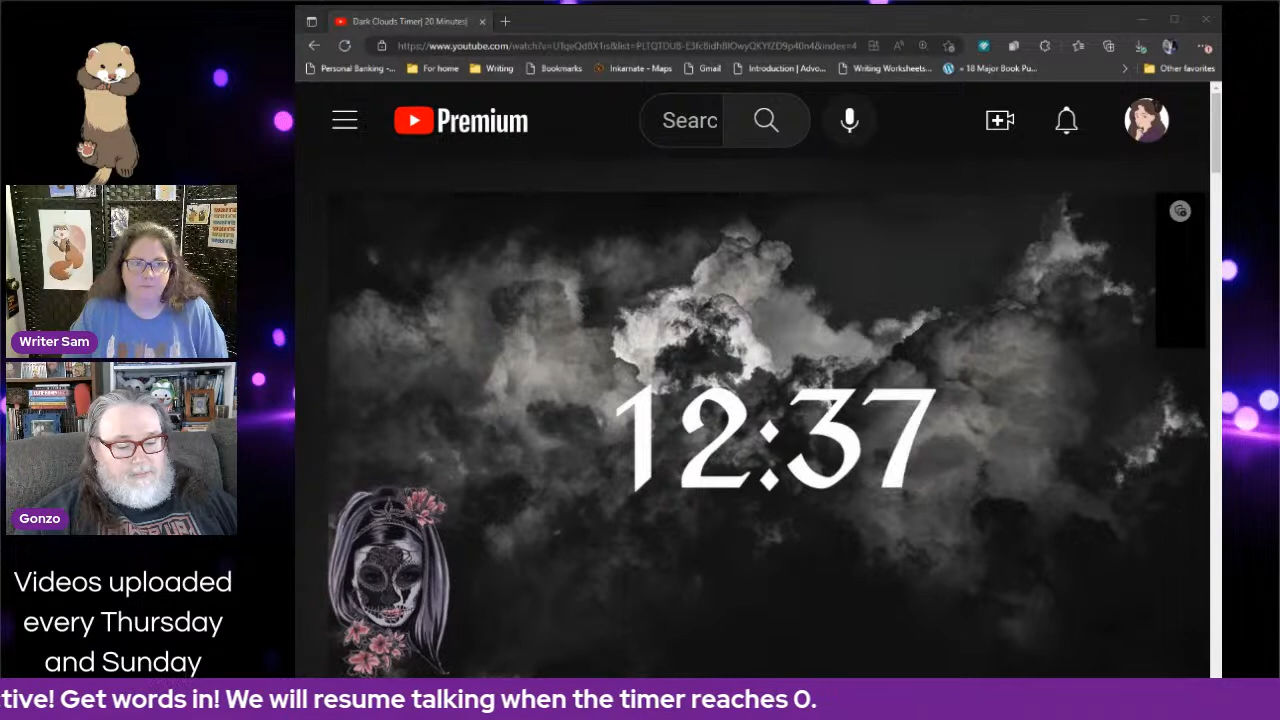 Dark Clouds Timer| 20 Minutes|
Personal Banking -...
For home
Writing
Bookmarks
Inkarnate - Maps
Gmail
Introduction | Advo...
Writing Worksheets...
» 18 Major Book Pu...
Other favorites
Premium
Searc
12:37
Writer Sam
Gonzo
Videos uploaded
every Thursday
and Sunday
tive! Get words in! We will resume talking when the timer reaches 0.